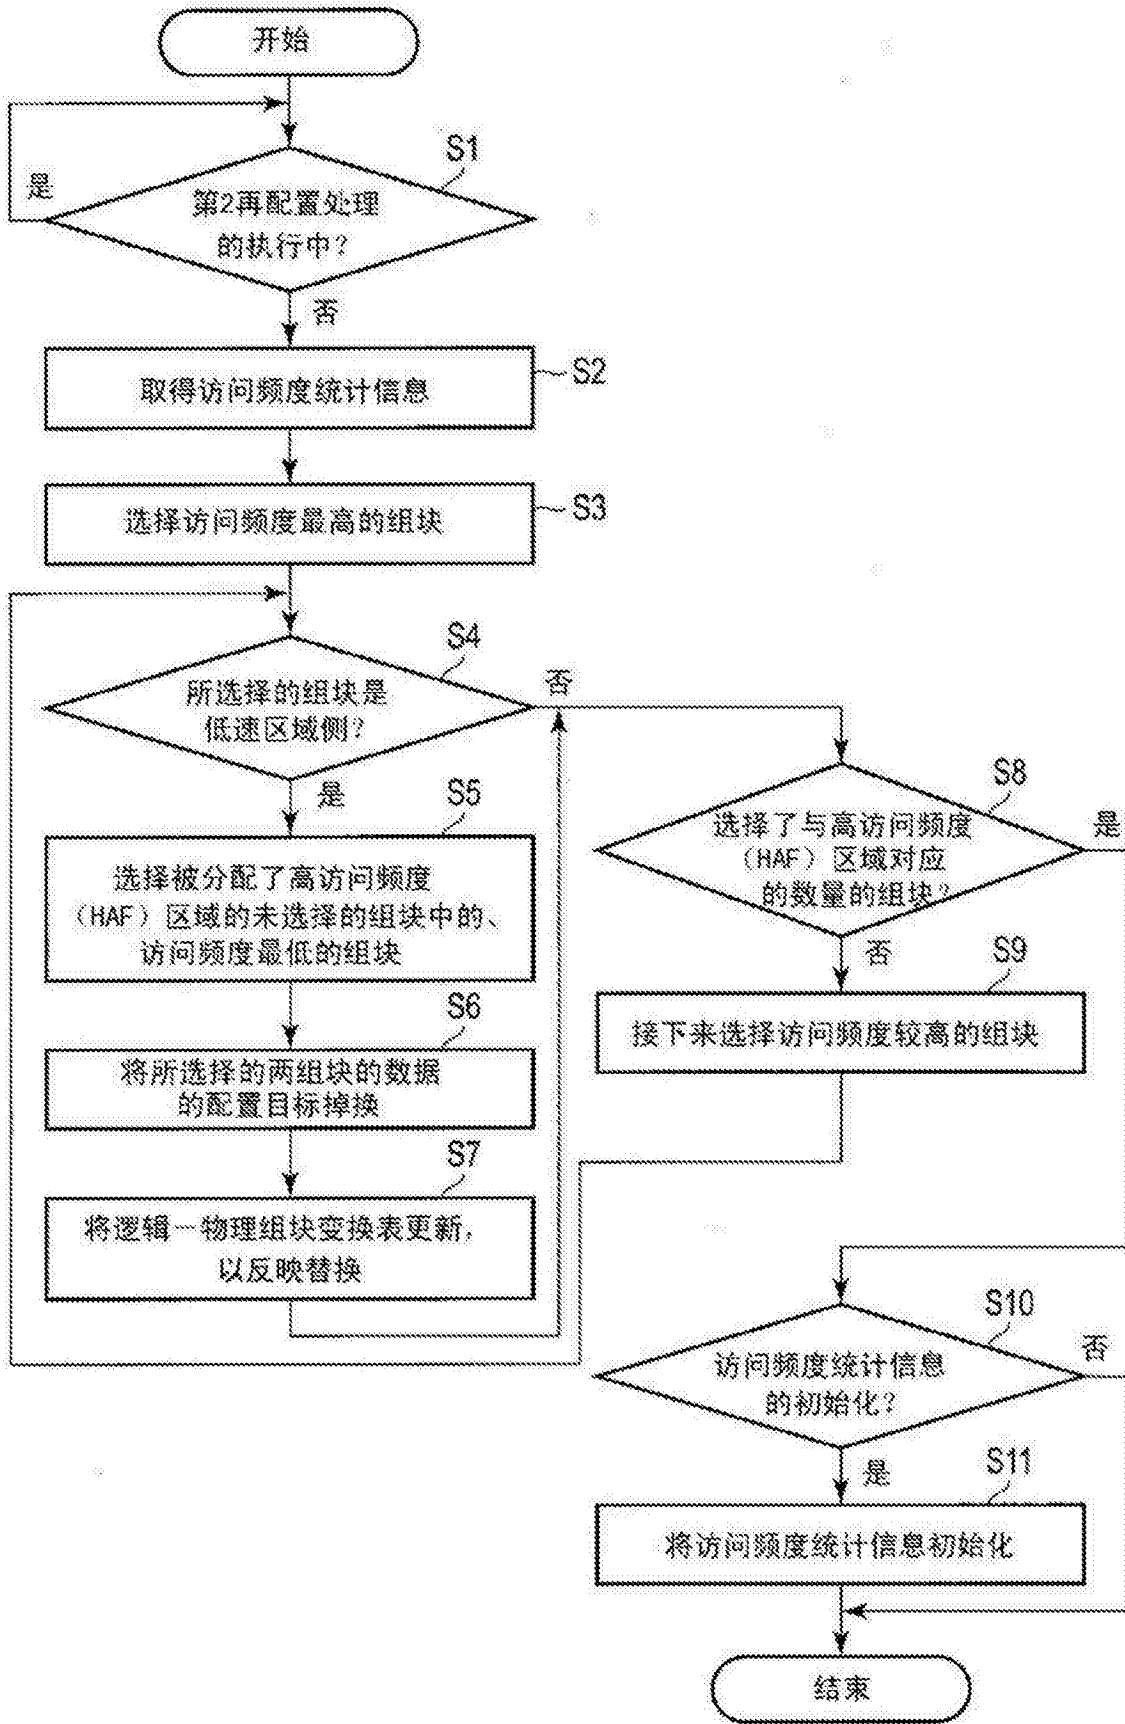 开始
S1
是
第2再配置处理
的执行中？
否
取得访问频度统计信息
S2
选择访问频度最高的组块
S3
S4
所选择的组块是
低速区域侧？
否
是
S5
选择被分配了高访问频度
（HAF）区域的未选择的组块中的、
访问频度最低的组块
S6
将所选择的两组块的数据
的配置目标掉换
S7
将逻辑－物理组块变换表更新，
以反映替换
S8
选择了与高访问频度
（HAF）区域对应
的数量的组块？
是
否
S9
接下来选择访问频度较高的组块
S10
访问频度统计信息
的初始化？
否
是
S11
将访问频度统计信息初始化
结束